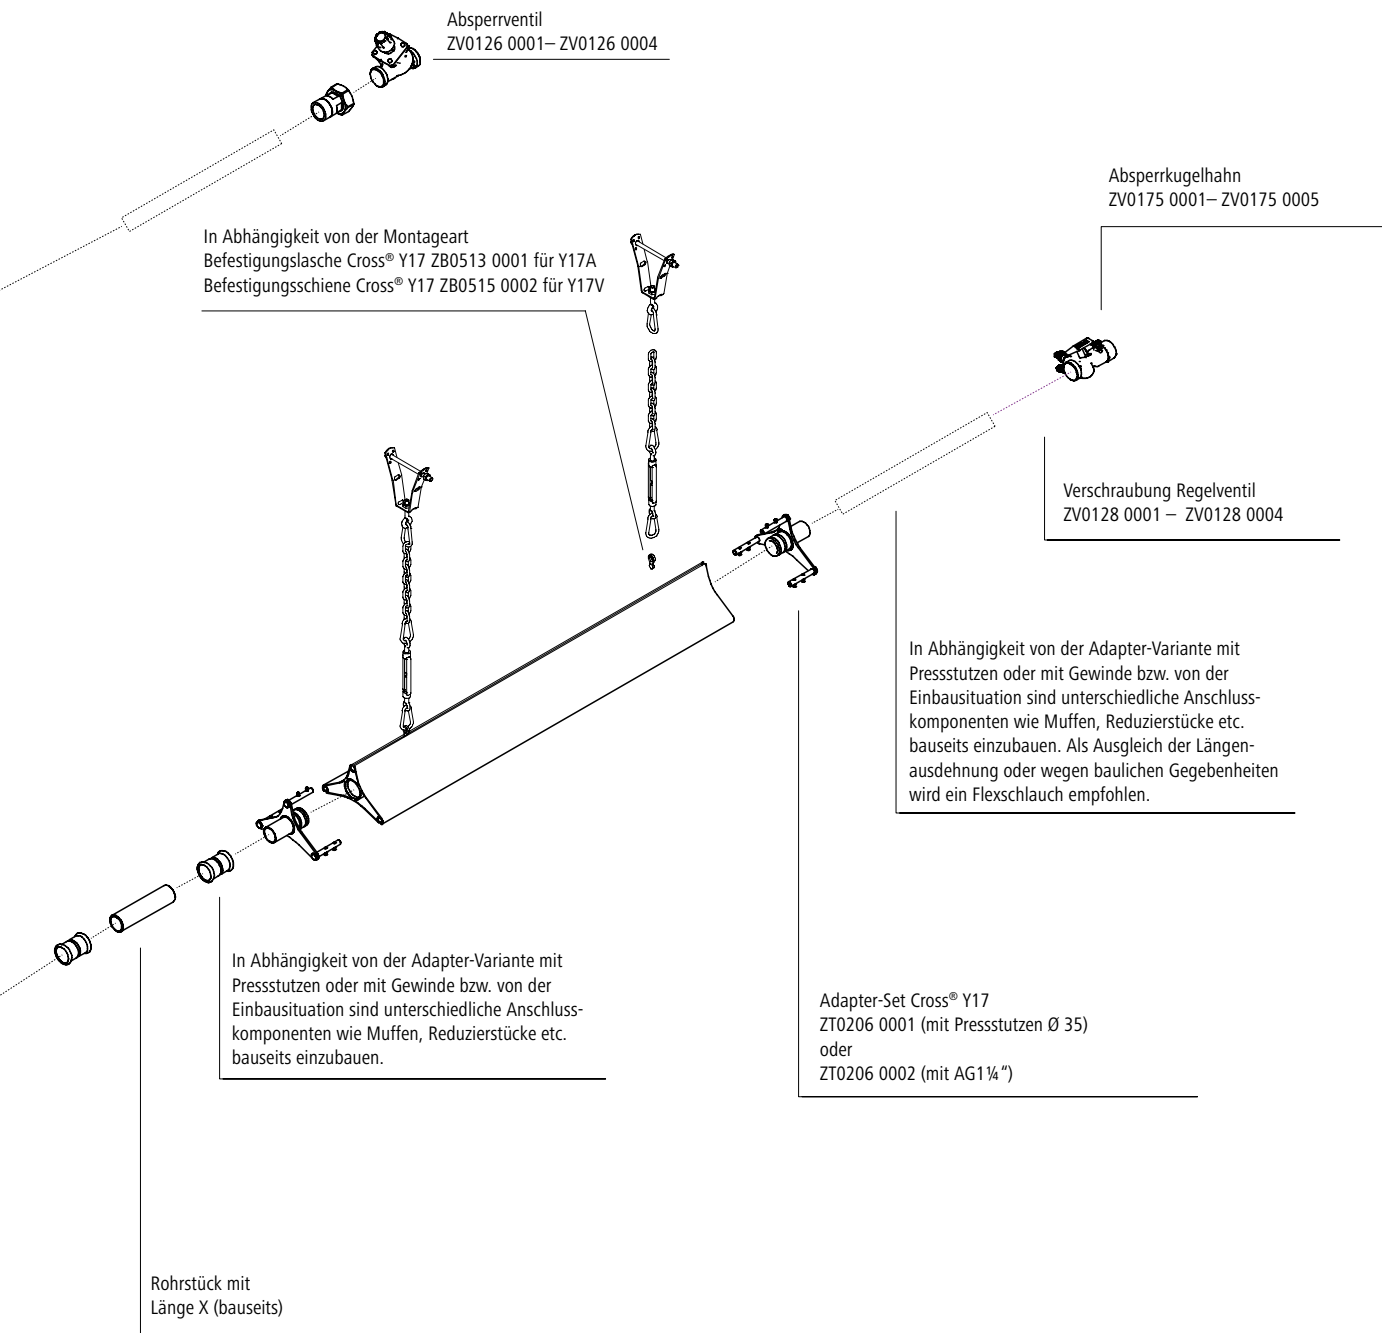 Absperrventil
ZV0126 0001– ZV0126 0004
Absperrkugelhahn
ZV0175 0001– ZV0175 0005
In Abhängigkeit von der Montageart
Befestigungslasche Cross® Y17 ZB0513 0001 für Y17A
Befestigungsschiene Cross® Y17 ZB0515 0002 für Y17V
Verschraubung Regelventil
ZV0128 0001 – ZV0128 0004
In Abhängigkeit von der Adapter-Variante mit
Pressstutzen oder mit Gewinde bzw. von der
Einbausituation sind unterschiedliche Anschluss-
komponenten wie Muffen, Reduzierstücke etc.
bauseits einzubauen. Als Ausgleich der Längen-
ausdehnung oder wegen baulichen Gegebenheiten
wird ein Flexschlauch empfohlen.
In Abhängigkeit von der Adapter-Variante mit
Pressstutzen oder mit Gewinde bzw. von der
Einbausituation sind unterschiedliche Anschluss-
komponenten wie Muffen, Reduzierstücke etc.
bauseits einzubauen.
Adapter-Set Cross® Y17
ZT0206 0001 (mit Pressstutzen Ø 35)
oder
ZT0206 0002 (mit AG1¼“)
Rohrstück mit
Länge X (bauseits)